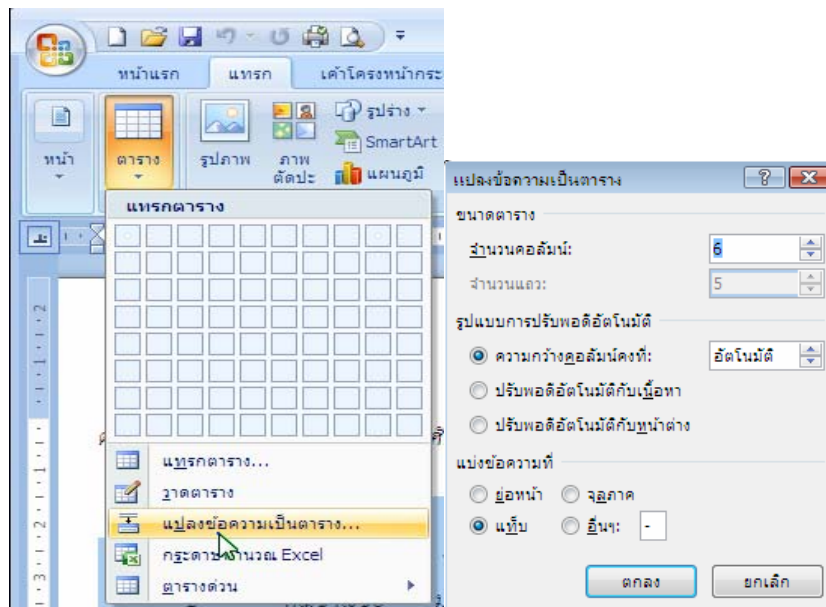 หน้าแรก แทรก เค้าโครงหน้ากระ
หน้า ตาราง รูปภาพ ภาพตัดปะ รูปร่าง
SmartArt
แผนภูมิ
แทรกตาราง
แทรกตาราง...
วาดตาราง
แปลงข้อความเป็นตาราง...
กระดาษคำนวณ Excel
ตารางด่วน
แปลงข้อความเป็นตาราง
ขนาดตาราง
จำนวนคอลัมน์: 6
จำนวนแถว: 5
รูปแบบการปรับพอดีอัตโนมัติ
ความกว้างคอลัมน์คงที่: อัตโนมัติ
ปรับพอดีอัตโนมัติกับเนื้อหา
ปรับพอดีอัตโนมัติกับหน้าต่าง
แบ่งข้อความที่
ย่อหน้า จุลภาค
แท็บ อื่นๆ: -
ตกลง ยกเลิก